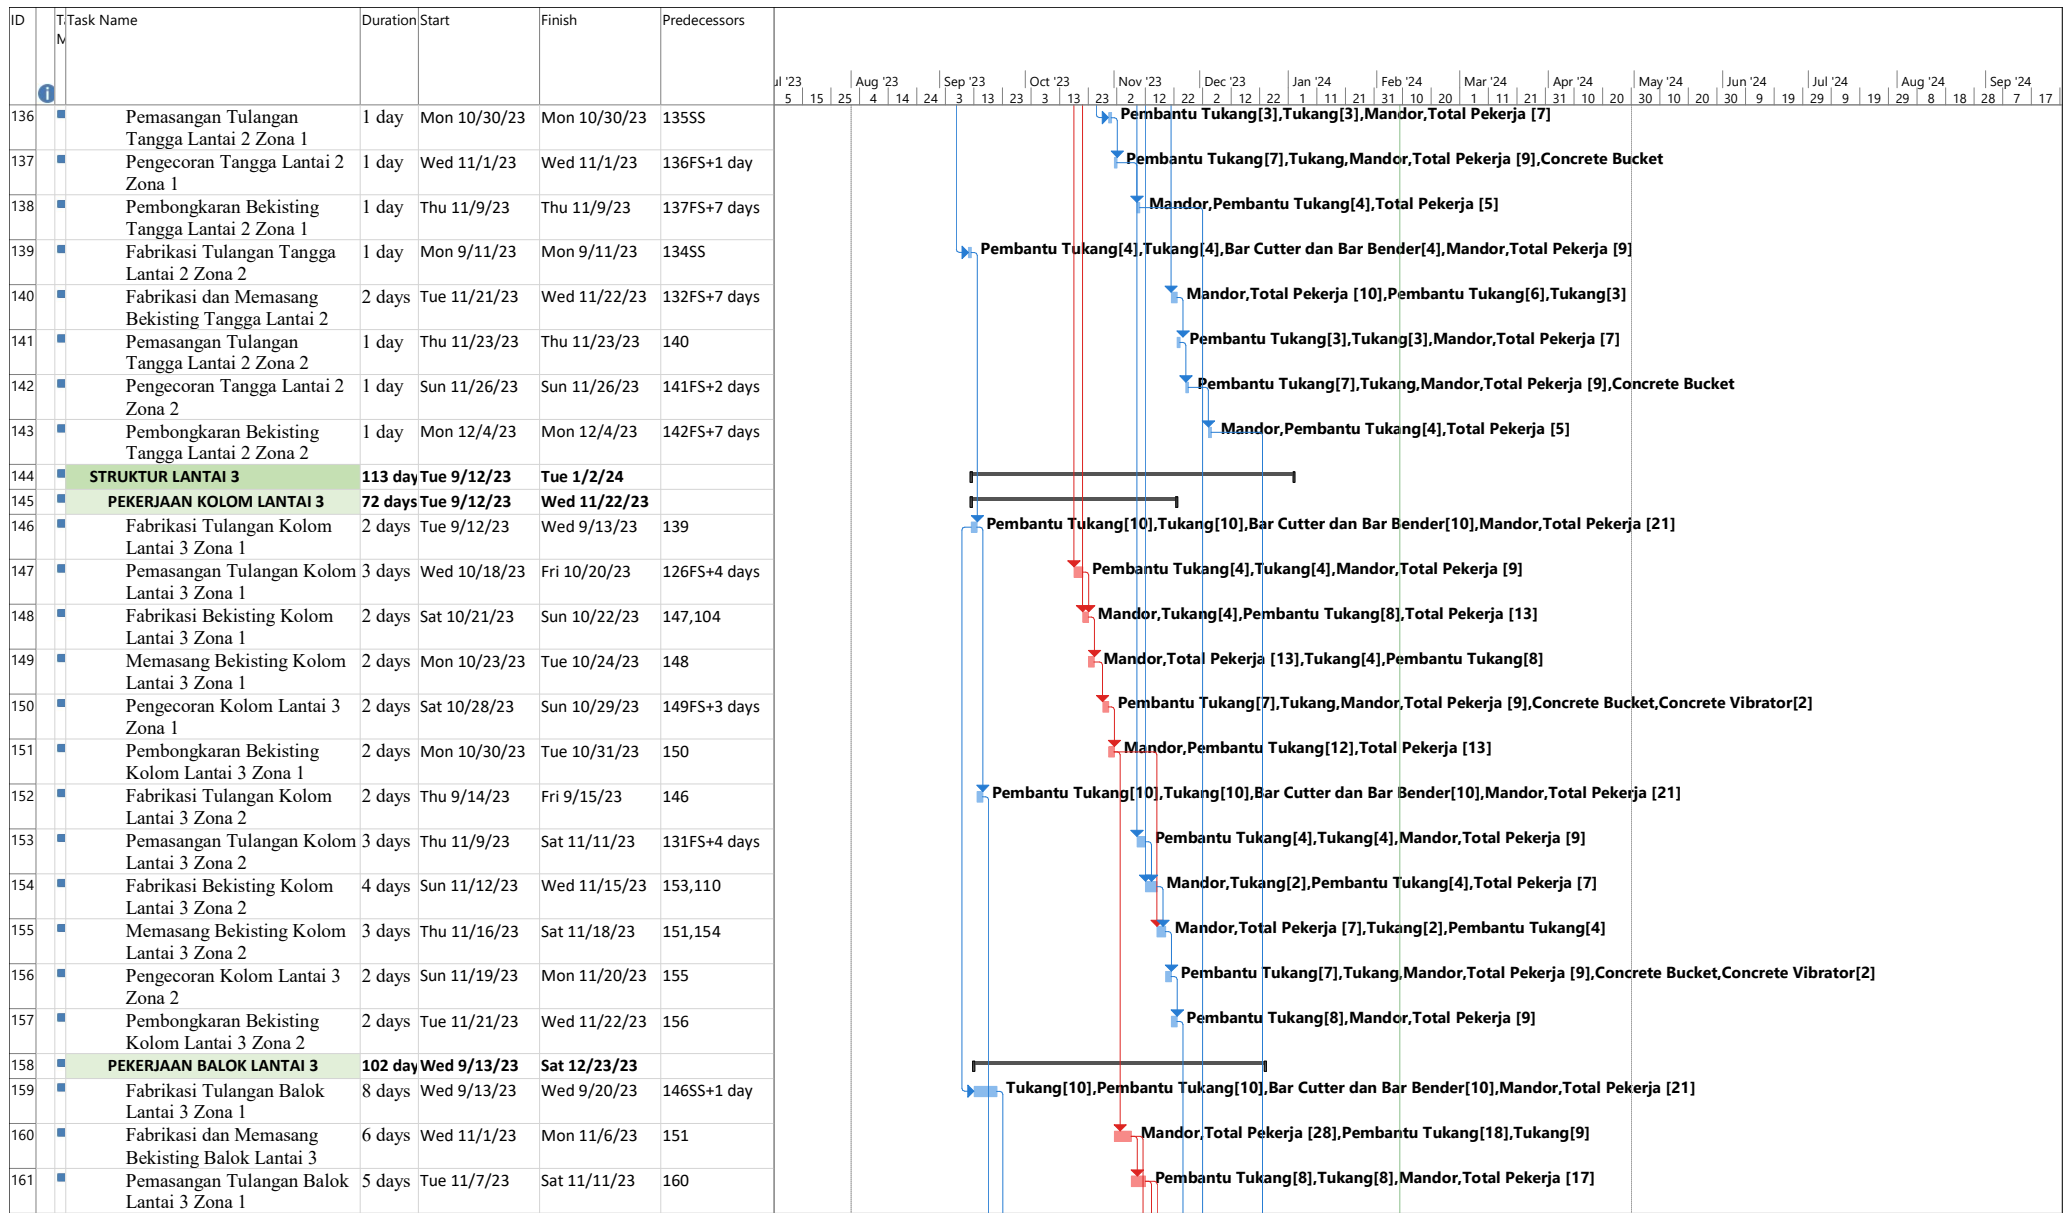 ID Ta M Task Name Duration Start Finish Predecessors
ul '23 Aug '23 Sep '23 Oct '23 Nov '23 Dec '23 Jan '24 Feb '24 Mar '24 Apr '24 May '24 Jun '24 Jul '24 Aug '24 Sep '24
5 15 25 4 14 24 3 13 23 3 13 23 2 12 22 2 12 22 1 11 21 31 10 20 1 11 21 31 10 20 30 10 20 30 9 19 29 9 19 29 8 18 28 7 17
136 Pemasangan Tulangan 1 day Mon 10/30/23 Mon 10/30/23 135SS Pembantu Tukang[3],Tukang[3],Mandor,Total Pekerja [7]
Tangga Lantai 2 Zona 1
137 Pengecoran Tangga Lantai 2 1 day Wed 11/1/23 Wed 11/1/23 136FS+1 day Pembantu Tukang[7],Tukang,Mandor,Total Pekerja [9],Concrete Bucket
Zona 1
138 Pembongkaran Bekisting 1 day Thu 11/9/23 Thu 11/9/23 137FS+7 days Mandor,Pembantu Tukang[4],Total Pekerja [5]
Tangga Lantai 2 Zona 1
139 Fabrikasi Tulangan Tangga 1 day Mon 9/11/23 Mon 9/11/23 134SS Pembantu Tukang[4],Tukang[4],Bar Cutter dan Bar Bender[4],Mandor,Total Pekerja [9]
Lantai 2 Zona 2
140 Fabrikasi dan Memasang 2 days Tue 11/21/23 Wed 11/22/23 132FS+7 days Mandor,Total Pekerja [10],Pembantu Tukang[6],Tukang[3]
Bekisting Tangga Lantai 2
141 Pemasangan Tulangan 1 day Thu 11/23/23 Thu 11/23/23 140 Pembantu Tukang[3],Tukang[3],Mandor,Total Pekerja [7]
Tangga Lantai 2 Zona 2
142 Pengecoran Tangga Lantai 2 1 day Sun 11/26/23 Sun 11/26/23 141FS+2 days Pembantu Tukang[7],Tukang,Mandor,Total Pekerja [9],Concrete Bucket
Zona 2
143 Pembongkaran Bekisting 1 day Mon 12/4/23 Mon 12/4/23 142FS+7 days Mandor,Pembantu Tukang[4],Total Pekerja [5]
Tangga Lantai 2 Zona 2
144 STRUKTUR LANTAI 3 113 day Tue 9/12/23 Tue 1/2/24
145 PEKERJAAN KOLOM LANTAI 3 72 days Tue 9/12/23 Wed 11/22/23
146 Fabrikasi Tulangan Kolom 2 days Tue 9/12/23 Wed 9/13/23 139 Pembantu Tukang[10],Tukang[10],Bar Cutter dan Bar Bender[10],Mandor,Total Pekerja [21]
Lantai 3 Zona 1
147 Pemasangan Tulangan Kolom 3 days Wed 10/18/23 Fri 10/20/23 126FS+4 days Pembantu Tukang[4],Tukang[4],Mandor,Total Pekerja [9]
Lantai 3 Zona 1
148 Fabrikasi Bekisting Kolom 2 days Sat 10/21/23 Sun 10/22/23 147,104 Mandor,Tukang[4],Pembantu Tukang[8],Total Pekerja [13]
Lantai 3 Zona 1
149 Memasang Bekisting Kolom 2 days Mon 10/23/23 Tue 10/24/23 148 Mandor,Total Pekerja [13],Tukang[4],Pembantu Tukang[8]
Lantai 3 Zona 1
150 Pengecoran Kolom Lantai 3 2 days Sat 10/28/23 Sun 10/29/23 149FS+3 days Pembantu Tukang[7],Tukang,Mandor,Total Pekerja [9],Concrete Bucket,Concrete Vibrator[2]
Zona 1
151 Pembongkaran Bekisting 2 days Mon 10/30/23 Tue 10/31/23 150 Mandor,Pembantu Tukang[12],Total Pekerja [13]
Kolom Lantai 3 Zona 1
152 Fabrikasi Tulangan Kolom 2 days Thu 9/14/23 Fri 9/15/23 146 Pembantu Tukang[10],Tukang[10],Bar Cutter dan Bar Bender[10],Mandor,Total Pekerja [21]
Lantai 3 Zona 2
153 Pemasangan Tulangan Kolom 3 days Thu 11/9/23 Sat 11/11/23 131FS+4 days Pembantu Tukang[4],Tukang[4],Mandor,Total Pekerja [9]
Lantai 3 Zona 2
154 Fabrikasi Bekisting Kolom 4 days Sun 11/12/23 Wed 11/15/23 153,110 Mandor,Tukang[2],Pembantu Tukang[4],Total Pekerja [7]
Lantai 3 Zona 2
155 Memasang Bekisting Kolom 3 days Thu 11/16/23 Sat 11/18/23 151,154 Mandor,Total Pekerja [7],Tukang[2],Pembantu Tukang[4]
Lantai 3 Zona 2
156 Pengecoran Kolom Lantai 3 2 days Sun 11/19/23 Mon 11/20/23 155 Pembantu Tukang[7],Tukang,Mandor,Total Pekerja [9],Concrete Bucket,Concrete Vibrator[2]
Zona 2
157 Pembongkaran Bekisting 2 days Tue 11/21/23 Wed 11/22/23 156 Pembantu Tukang[8],Mandor,Total Pekerja [9]
Kolom Lantai 3 Zona 2
158 PEKERJAAN BALOK LANTAI 3 102 day Wed 9/13/23 Sat 12/23/23
159 Fabrikasi Tulangan Balok 8 days Wed 9/13/23 Wed 9/20/23 146SS+1 day Tukang[10],Pembantu Tukang[10],Bar Cutter dan Bar Bender[10],Mandor,Total Pekerja [21]
Lantai 3 Zona 1
160 Fabrikasi dan Memasang 6 days Wed 11/1/23 Mon 11/6/23 151 Mandor,Total Pekerja [28],Pembantu Tukang[18],Tukang[9]
Bekisting Balok Lantai 3
161 Pemasangan Tulangan Balok 5 days Tue 11/7/23 Sat 11/11/23 160 Pembantu Tukang[8],Tukang[8],Mandor,Total Pekerja [17]
Lantai 3 Zona 1